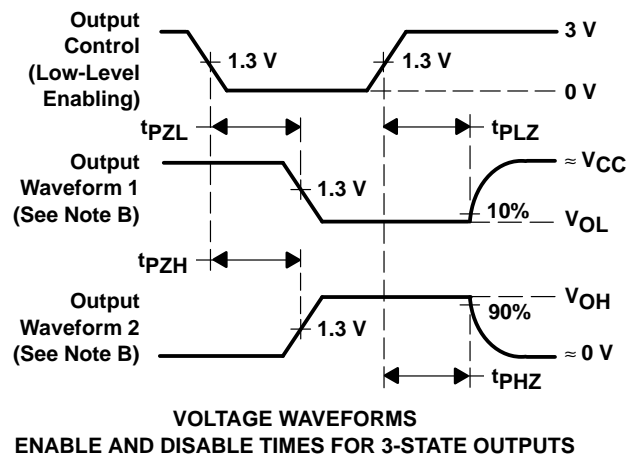 Output
Control
(Low-Level
Enabling)
1.3 V
1.3 V
3 V
0 V
tPZL
tPLZ
Output
Waveform 1
(See Note B)
1.3 V
10%
≈ VCC
VOL
tPZH
Output
Waveform 2
(See Note B)
1.3 V
90%
VOH
≈ 0 V
tPHZ
VOLTAGE WAVEFORMS
ENABLE AND DISABLE TIMES FOR 3-STATE OUTPUTS